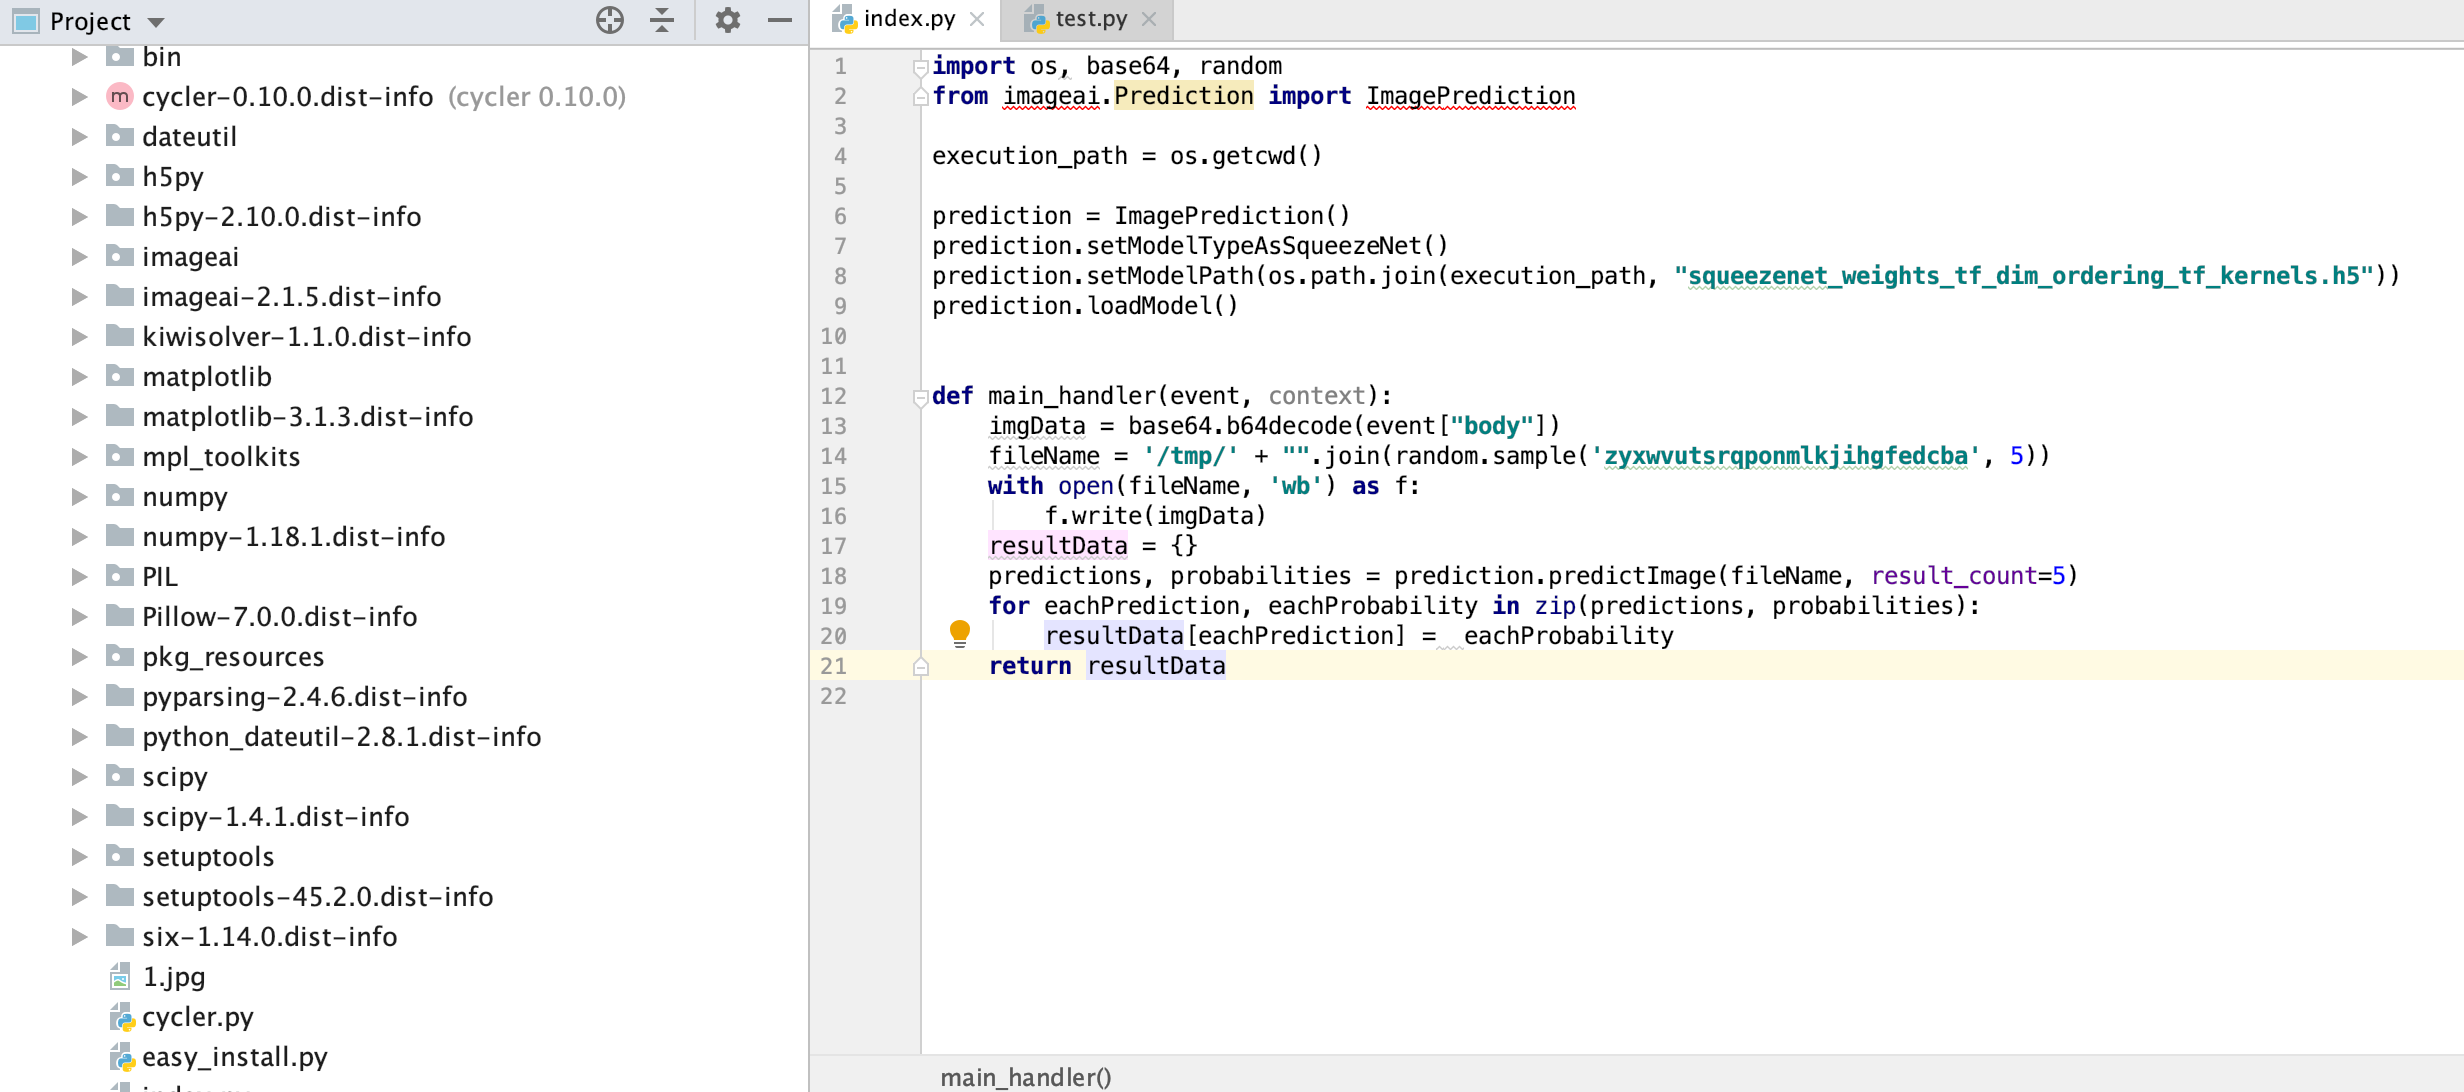 Project
bin
cycler-0.10.0.dist-info (cycler 0.10.0)
dateutil
h5py
h5py-2.10.0.dist-info
imageai
imageai-2.1.5.dist-info
kiwisolver-1.1.0.dist-info
matplotlib
matplotlib-3.1.3.dist-info
mpl_toolkits
numpy
numpy-1.18.1.dist-info
PIL
Pillow-7.0.0.dist-info
pkg_resources
pyparsing-2.4.6.dist-info
python_dateutil-2.8.1.dist-info
scipy
scipy-1.4.1.dist-info
setuptools
setuptools-45.2.0.dist-info
six-1.14.0.dist-info
1.jpg
cycler.py
easy_install.py
index.py test.py
1 import os, base64, random
2 from imageai.Prediction import ImagePrediction
3
4 execution_path = os.getcwd()
5
6 prediction = ImagePrediction()
7 prediction.setModelTypeAsSqueezeNet()
8 prediction.setModelPath(os.path.join(execution_path, "squeezenet_weights_tf_dim_ordering_tf_kernels.h5"))
9 prediction.loadModel()
10
11
12 def main_handler(event, context):
13     imgData = base64.b64decode(event["body"])
14     fileName = '/tmp/' + "".join(random.sample('zyxwvutsrqponmlkjihgfedcba', 5))
15     with open(fileName, 'wb') as f:
16         f.write(imgData)
17     resultData = {}
18     predictions, probabilities = prediction.predictImage(fileName, result_count=5)
19     for eachPrediction, eachProbability in zip(predictions, probabilities):
20         resultData[eachPrediction] =  eachProbability
21     return resultData
22
main_handler()